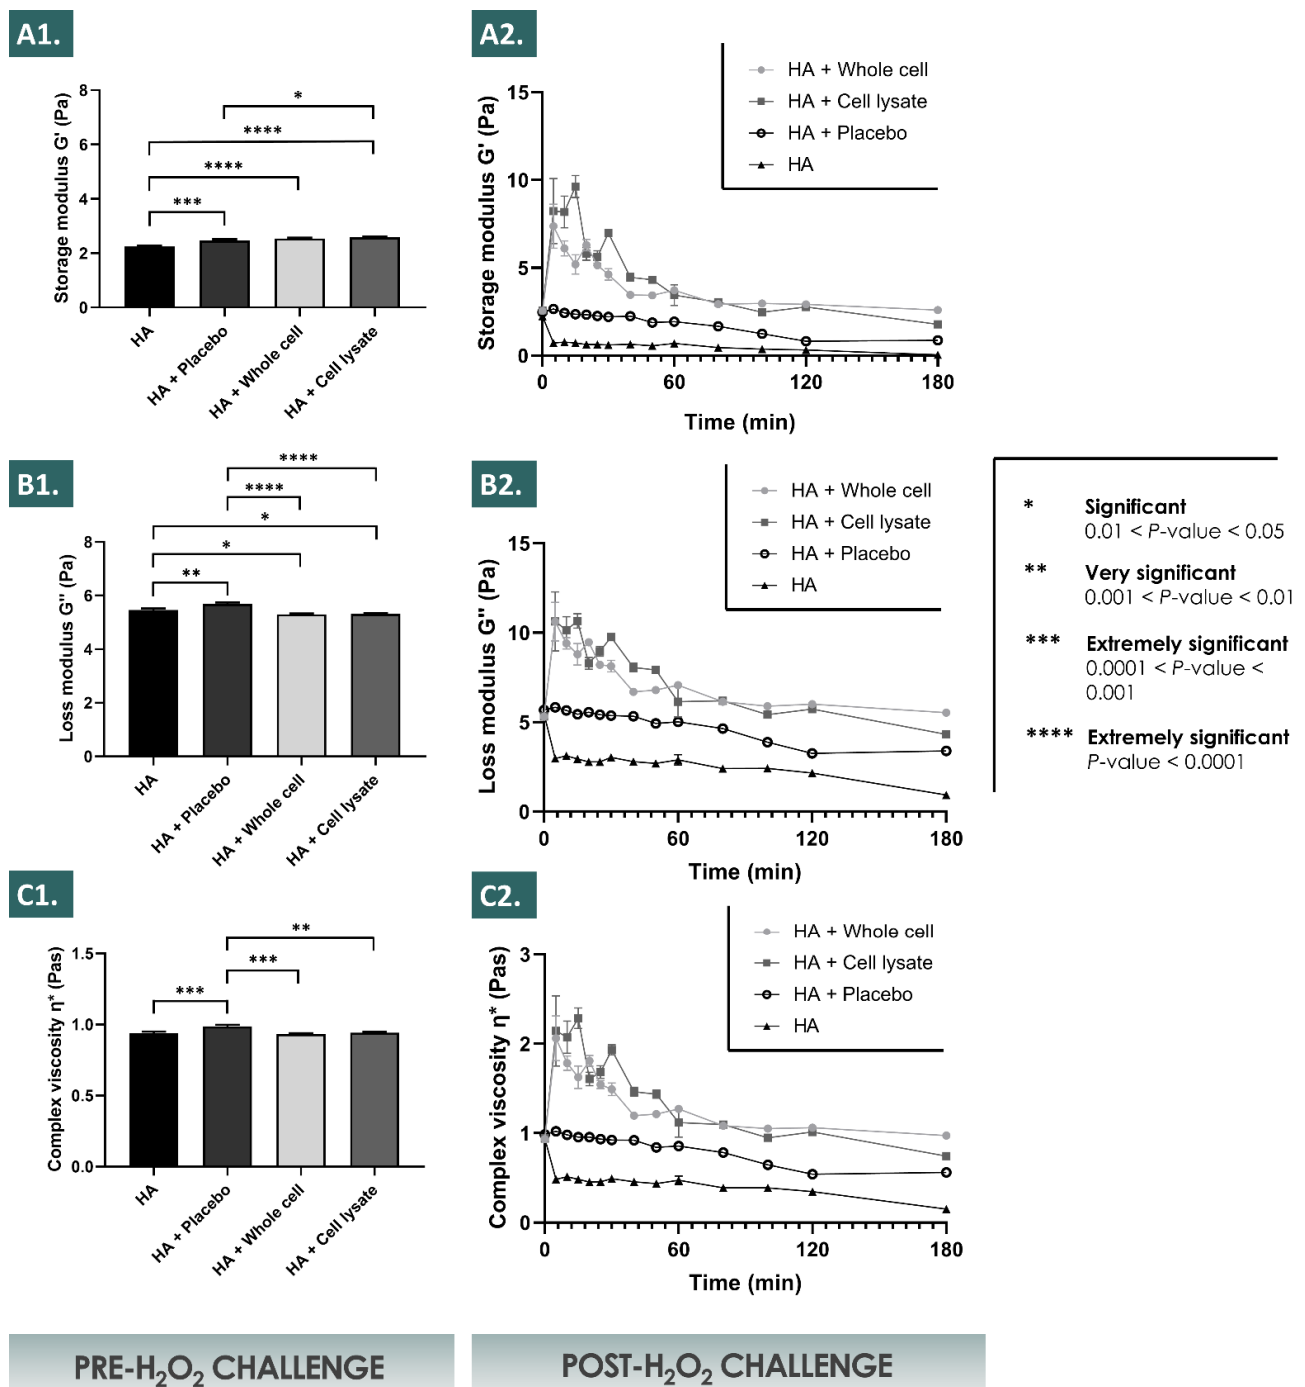 A1.
Storage modulus G' (Pa)
8
6
4
2
0
*
****
****
***
HA
HA + Placebo
HA + Whole cell
HA + Cell lysate
A2.
HA + Whole cell
HA + Cell lysate
HA + Placebo
HA
Storage modulus G' (Pa)
15
10
5
0
0
60
120
180
Time (min)
B1.
Loss modulus G'' (Pa)
8
6
4
2
0
****
****
*
*
**
HA
HA + Placebo
HA + Whole cell
HA + Cell lysate
B2.
HA + Whole cell
HA + Cell lysate
HA + Placebo
HA
Loss modulus G'' (Pa)
15
10
5
0
0
60
120
180
Time (min)
* Significant
0.01 < P-value < 0.05
** Very significant
0.001 < P-value < 0.01
*** Extremely significant
0.0001 < P-value <
0.001
**** Extremely significant
P-value < 0.0001
C1.
Complex viscosity η* (Pas)
1.5
1.0
0.5
0.0
**
***
***
HA
HA + Placebo
HA + Whole cell
HA + Cell lysate
C2.
HA + Whole cell
HA + Cell lysate
HA + Placebo
HA
Complex viscosity η* (Pas)
3
2
1
0
0
60
120
180
Time (min)
PRE-H₂O₂ CHALLENGE
POST-H₂O₂ CHALLENGE